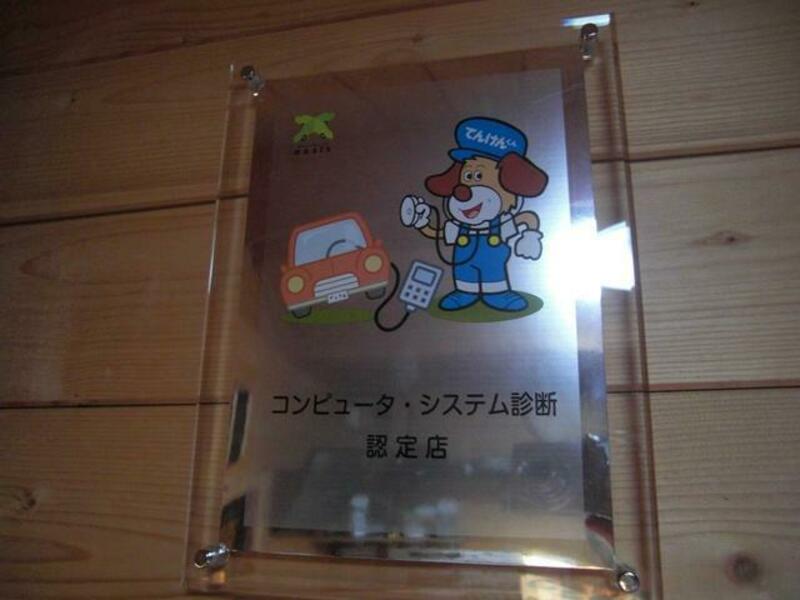 てんけんくん
コンピュータ・システム診断
認定店